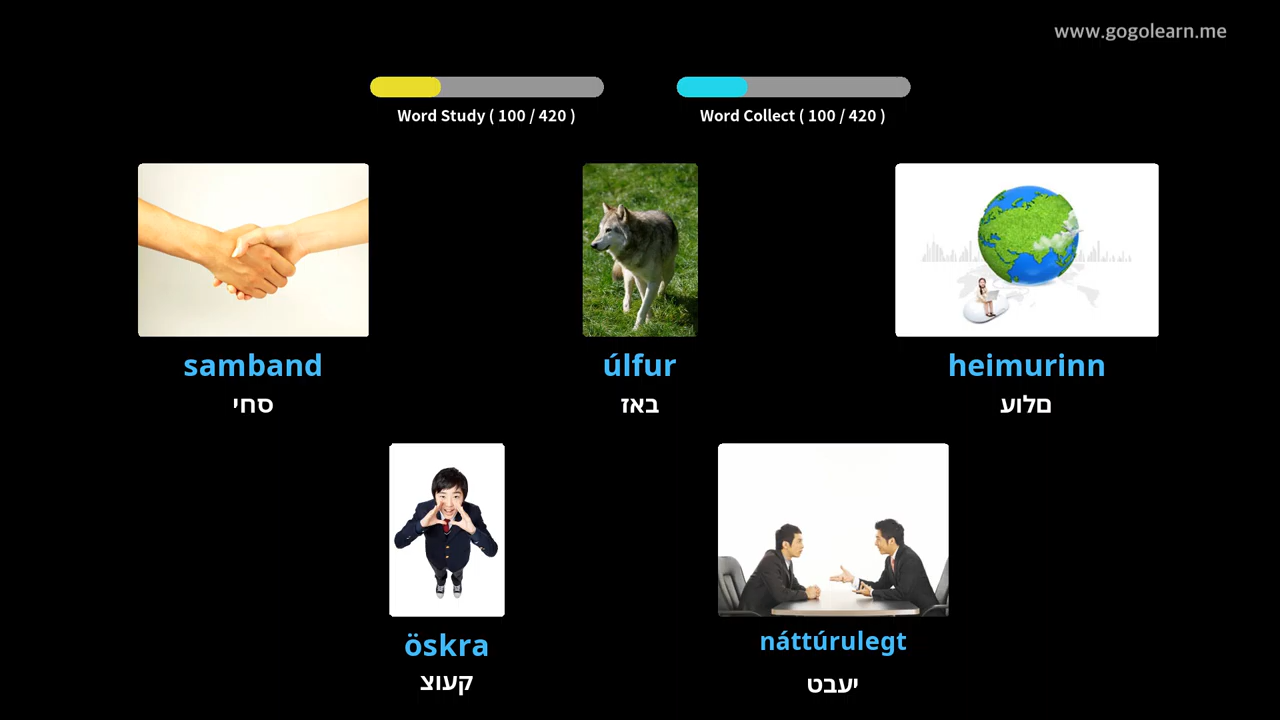 www.gogolearn.me
Word Study ( 100 / 420 )
Word Collect ( 100 / 420 )
samband
úlfur
heimurinn
סחי
באז
םלוע
öskra
náttúrulegt
קעוצ
יעבט